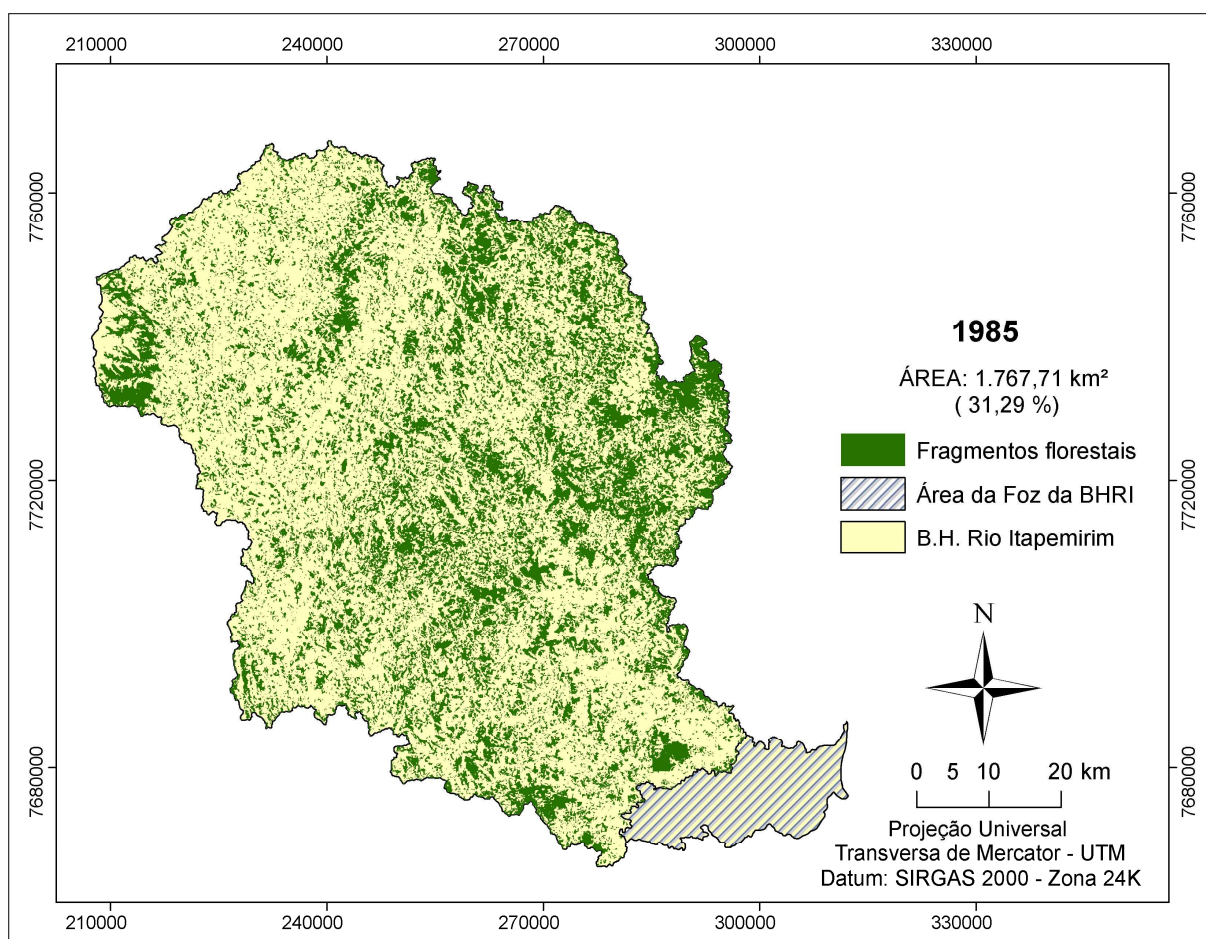 210000 240000 270000 300000 330000
7760000 7760000
1985
ÁREA: 1.767,71 km²
( 31,29 %)
Fragmentos florestais
7720000 7720000
Área da Foz da BHRI
B.H. Rio Itapemirim
N
7680000 7680000
0 5 10 20 km
Projeção Universal
Transversa de Mercator - UTM
Datum: SIRGAS 2000 - Zona 24K
210000 240000 270000 300000 330000